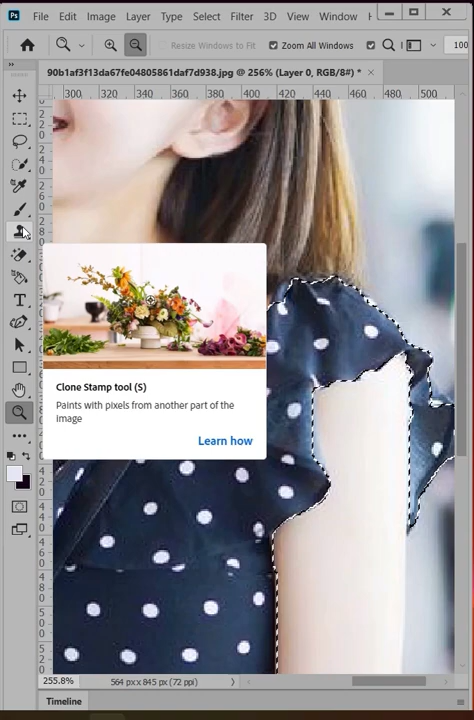 Ps File Edit Image Layer Type Select Filter 3D View Window H
Resize Windows to Fit Zoom All Windows 100
90b1af3f13da67fe04805861daf7d938.jpg @ 256% (Layer 0, RGB/8#) * ×
300 340 380 400 420 440 460 480 500
Clone Stamp tool (S)
Paints with pixels from another part of the
image
Learn how
255.8% 564 px x 845 px (72 ppi)
Timeline